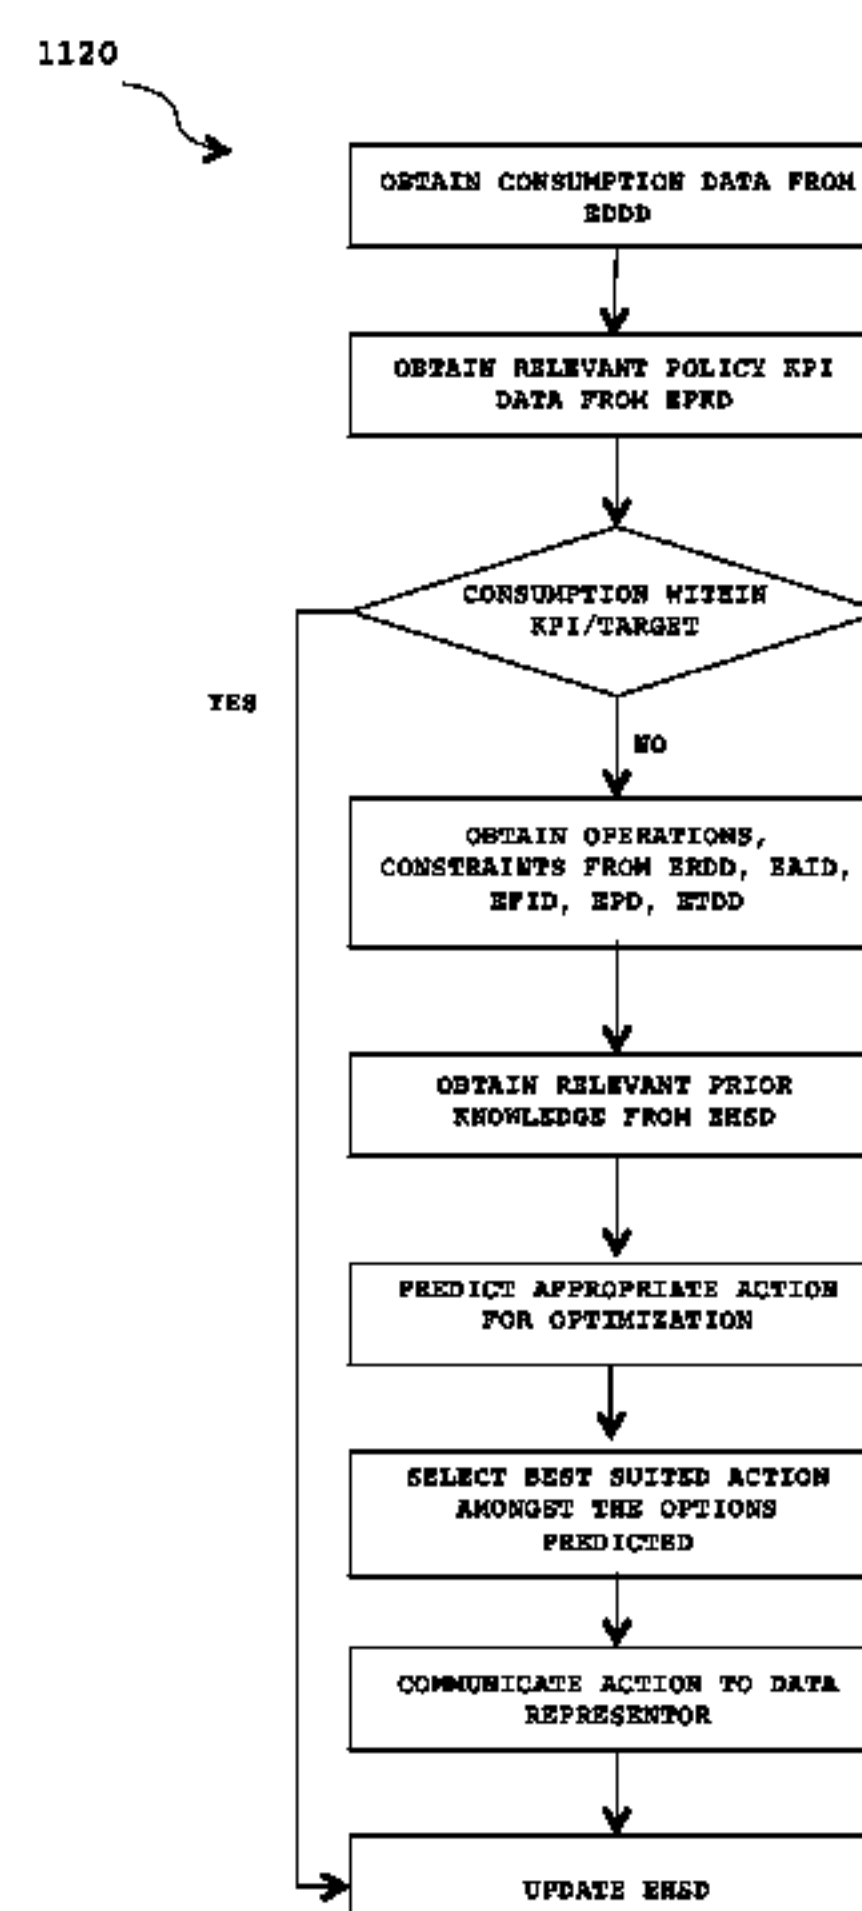 1120
OBTAIN CONSUMPTION DATA FROM
EDDD
OBTAIN RELEVANT POLICY KPI
DATA FROM EPKD
CONSUMPTION WITHIN
KPI/TARGET
YES
NO
OBTAIN OPERATIONS,
CONSTRAINTS FROM ERDD, EAID,
EFID, EPD, ETDD
OBTAIN RELEVANT PRIOR
KNOWLEDGE FROM EHSD
PREDICT APPROPRIATE ACTION
FOR OPTIMIZATION
SELECT BEST SUITED ACTION
AMONGST THE OPTIONS
PREDICTED
COMMUNICATE ACTION TO DATA
REPRESENTOR
UPDATE EHSD